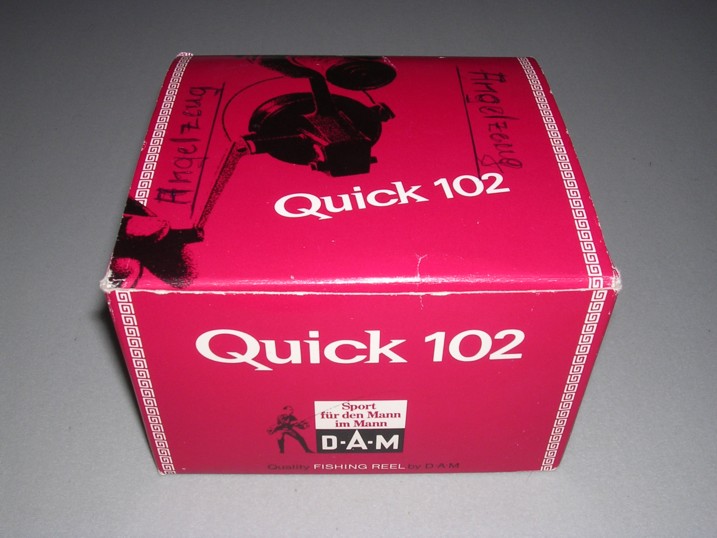 Angelzeug
Angelzeug
Quick 102
Quick 102
Sport
für den Mann
im Mann
D·A·M
Quality FISHING REEL by D·A·M